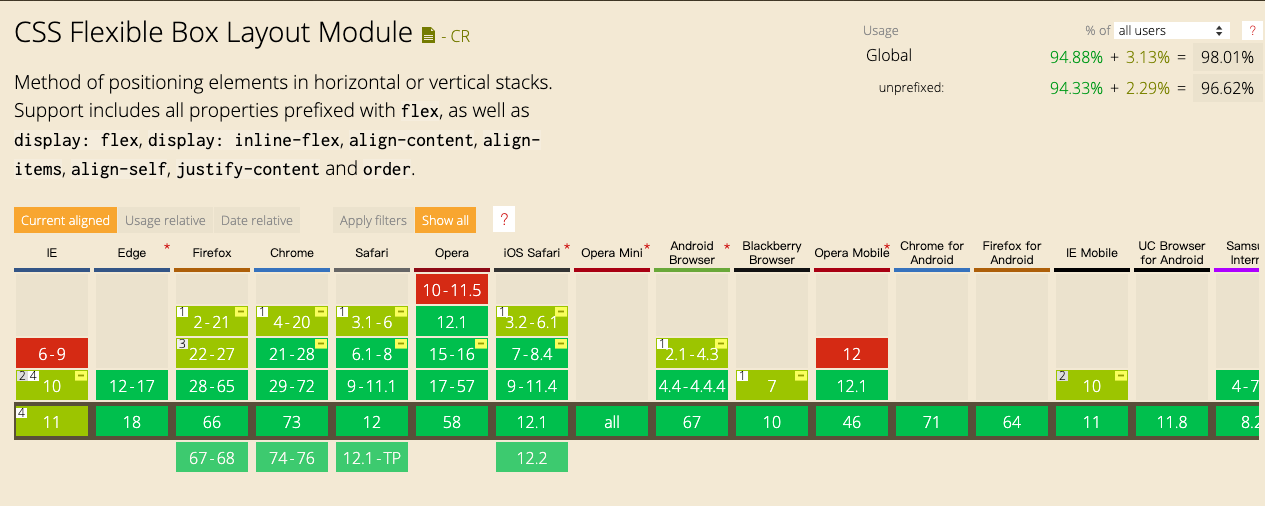 CSS Flexible Box Layout Module - CR
Usage % of all users ?
Global 94.88% + 3.13% = 98.01%
unprefixed: 94.33% + 2.29% = 96.62%
Method of positioning elements in horizontal or vertical stacks.
Support includes all properties prefixed with flex, as well as
display: flex, display: inline-flex, align-content, align-
items, align-self, justify-content and order.
Current aligned Usage relative Date relative Apply filters Show all ?
IE Edge * Firefox Chrome Safari Opera iOS Safari * Opera Mini * Android Browser * Blackberry Browser Opera Mobile * Chrome for Android Firefox for Android IE Mobile UC Browser for Android Samsu Intern
10-11.5
1 2-21 1 4-20 1 3.1-6 12.1 1 3.2-6.1
6-9 3 22-27 21-28 6.1-8 15-16 7-8.4 1 2.1-4.3 12
2 4 10 12-17 28-65 29-72 9-11.1 17-57 9-11.4 4.4-4.4.4 1 7 12.1 2 10 4-7
4 11 18 66 73 12 58 12.1 all 67 10 46 71 64 11 11.8 8.2
67-68 74-76 12.1-TP 12.2